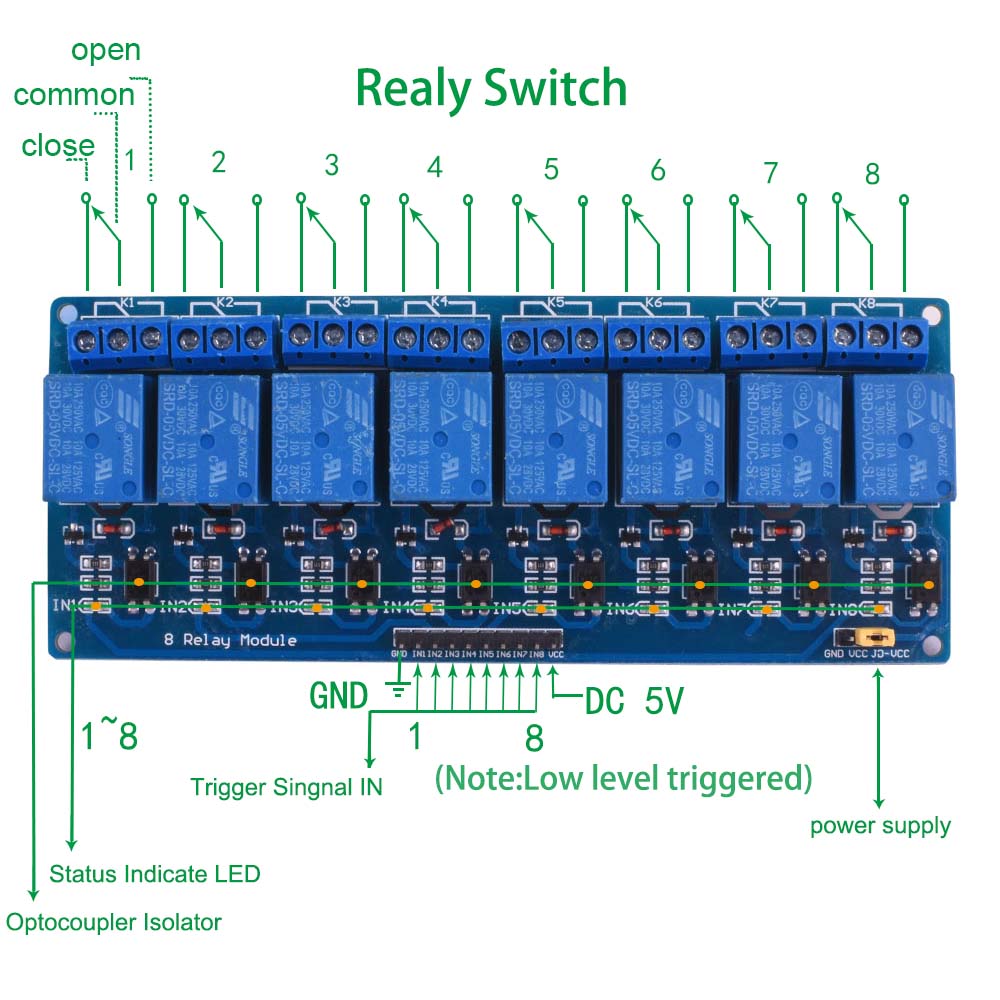 open
Realy Switch
common
close
1
2
3
4
5
6
7
8
K1
K2
K3
K4
K5
K6
K7
K8
SONGLE
10A 250VAC 10A 125VAC
10A 30VDC 10A 28VDC
SRD-05VDC-SL-C
IN1
IN2
IN3
IN4
IN5
IN6
IN7
IN8
8 Relay Module
GND IN1 IN2 IN3 IN4 IN5 IN6 IN7 IN8 VCC
GND VCC JD-VCC
GND
DC 5V
1~8
1
8
Trigger Singnal IN
(Note:Low level triggered)
power supply
Status Indicate LED
Optocoupler Isolator